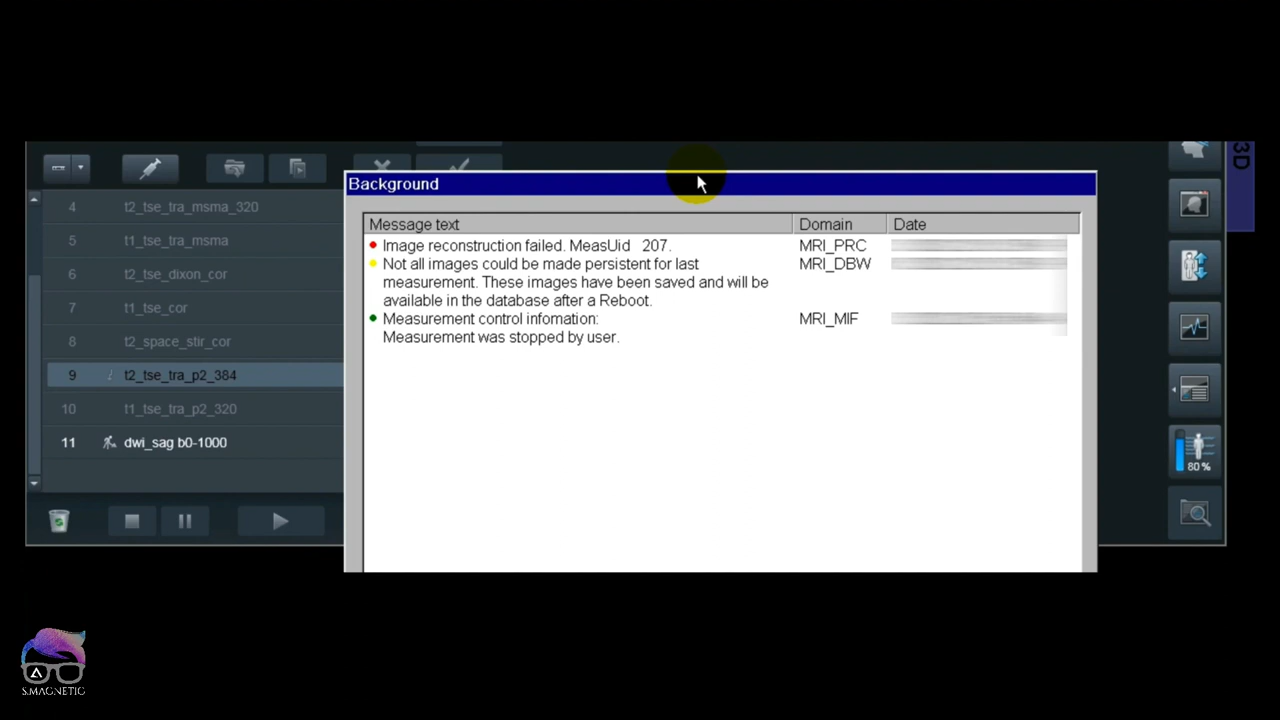 3D
4 t2_tse_tra_msma_320
5 t1_tse_tra_msma
6 t2_tse_dixon_cor
7 t1_tse_cor
8 t2_space_stir_cor
9 t2_tse_tra_p2_384
10 t1_tse_tra_p2_320
11 dwi_sag b0-1000
Background
Message text Domain Date
Image reconstruction failed. MeasUid 207. MRI_PRC
Not all images could be made persistent for last MRI_DBW
measurement. These images have been saved and will be
available in the database after a Reboot.
Measurement control infomation: MRI_MIF
Measurement was stopped by user.
80 %
S.MAGNETIC